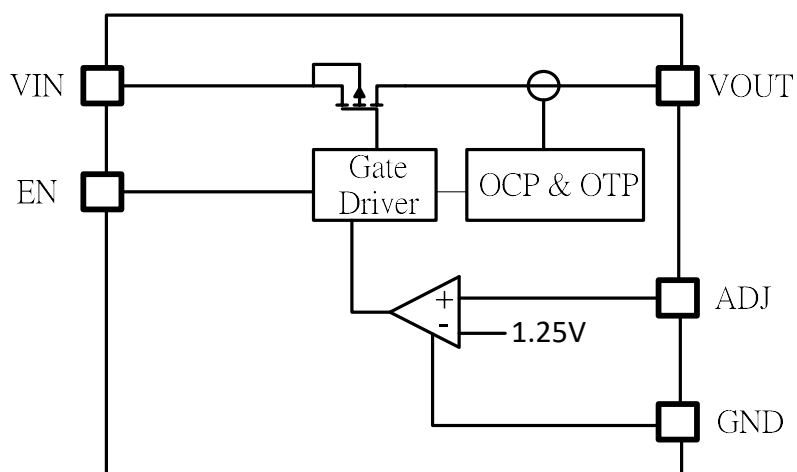 VIN
VOUT
EN
Gate
Driver
OCP & OTP
+
-
1.25V
ADJ
GND